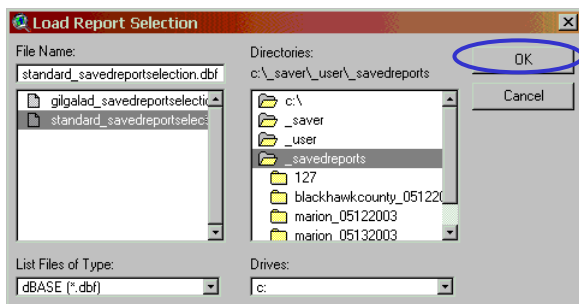 Load Report Selection
File Name:
standard_savedreportselection.dbf
gilgalad_savedreportselectic
standard_savedreportselec
List Files of Type:
dBASE (*.dbf)
Directories:
c:\_saver\_user\_savedreports
c:\
_saver
_user
_savedreports
127
blackhawkcounty_05122(
marion_05122003
marion_05132003
Drives:
c:
OK
Cancel